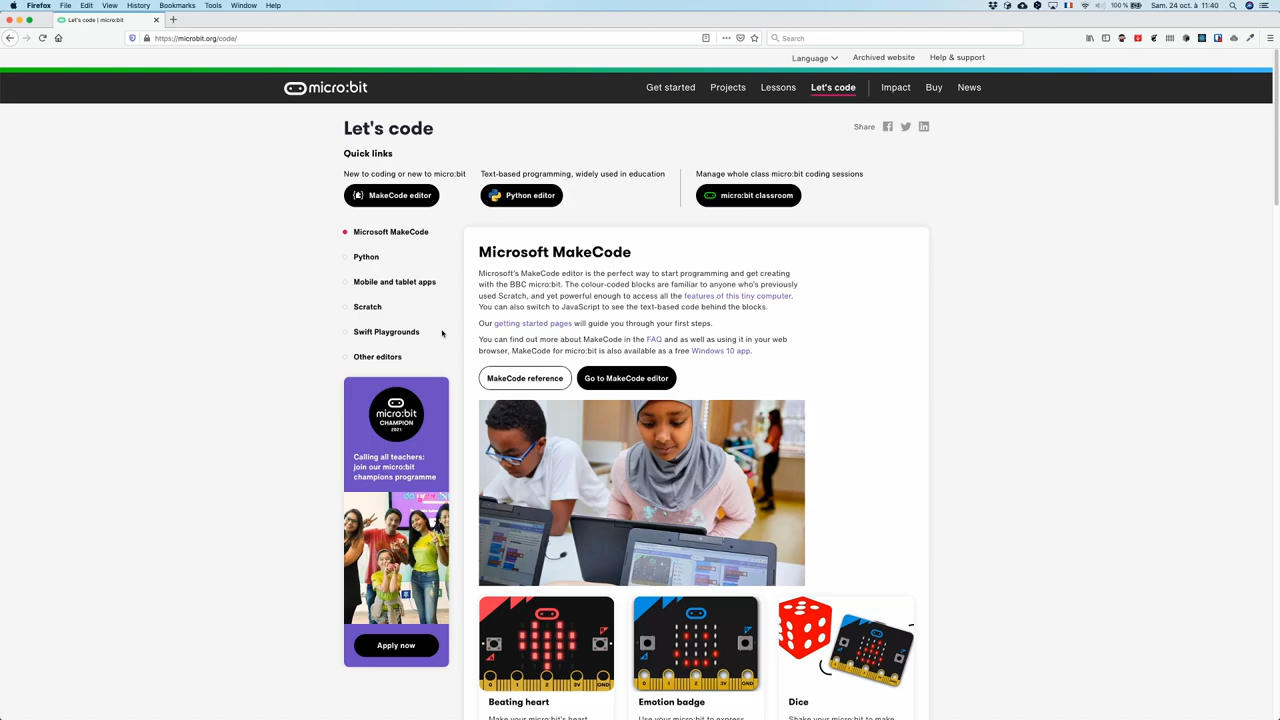 Firefox File Edit View History Bookmarks Tools Window Help 100 % Sam. 24 oct. à 11:40
Let's code | micro:bit
https://microbit.org/code/ Search
Language Archived website Help & support
micro:bit Get started Projects Lessons Let's code Impact Buy News
Let's code Share
Quick links
New to coding or new to micro:bit Text-based programming, widely used in education Manage whole class micro:bit coding sessions
MakeCode editor Python editor micro:bit classroom
Microsoft MakeCode
Python
Mobile and tablet apps
Scratch
Swift Playgrounds
Other editors
micro:bit
CHAMPION
2021
Calling all teachers:
join our micro:bit
champions programme
Apply now
Microsoft MakeCode
Microsoft's MakeCode editor is the perfect way to start programming and get creating
with the BBC micro:bit. The colour-coded blocks are familiar to anyone who's previously
used Scratch, and yet powerful enough to access all the features of this tiny computer.
You can also switch to JavaScript to see the text-based code behind the blocks.
Our getting started pages will guide you through your first steps.
You can find out more about MakeCode in the FAQ and as well as using it in your web
browser, MakeCode for micro:bit is also available as a free Windows 10 app.
MakeCode reference Go to MakeCode editor
0 1 2 3V GND
0 1 2 3V GND
Beating heart Emotion badge Dice
Make your micro:bit's heart Use your micro:bit to express Shake your micro:bit to make